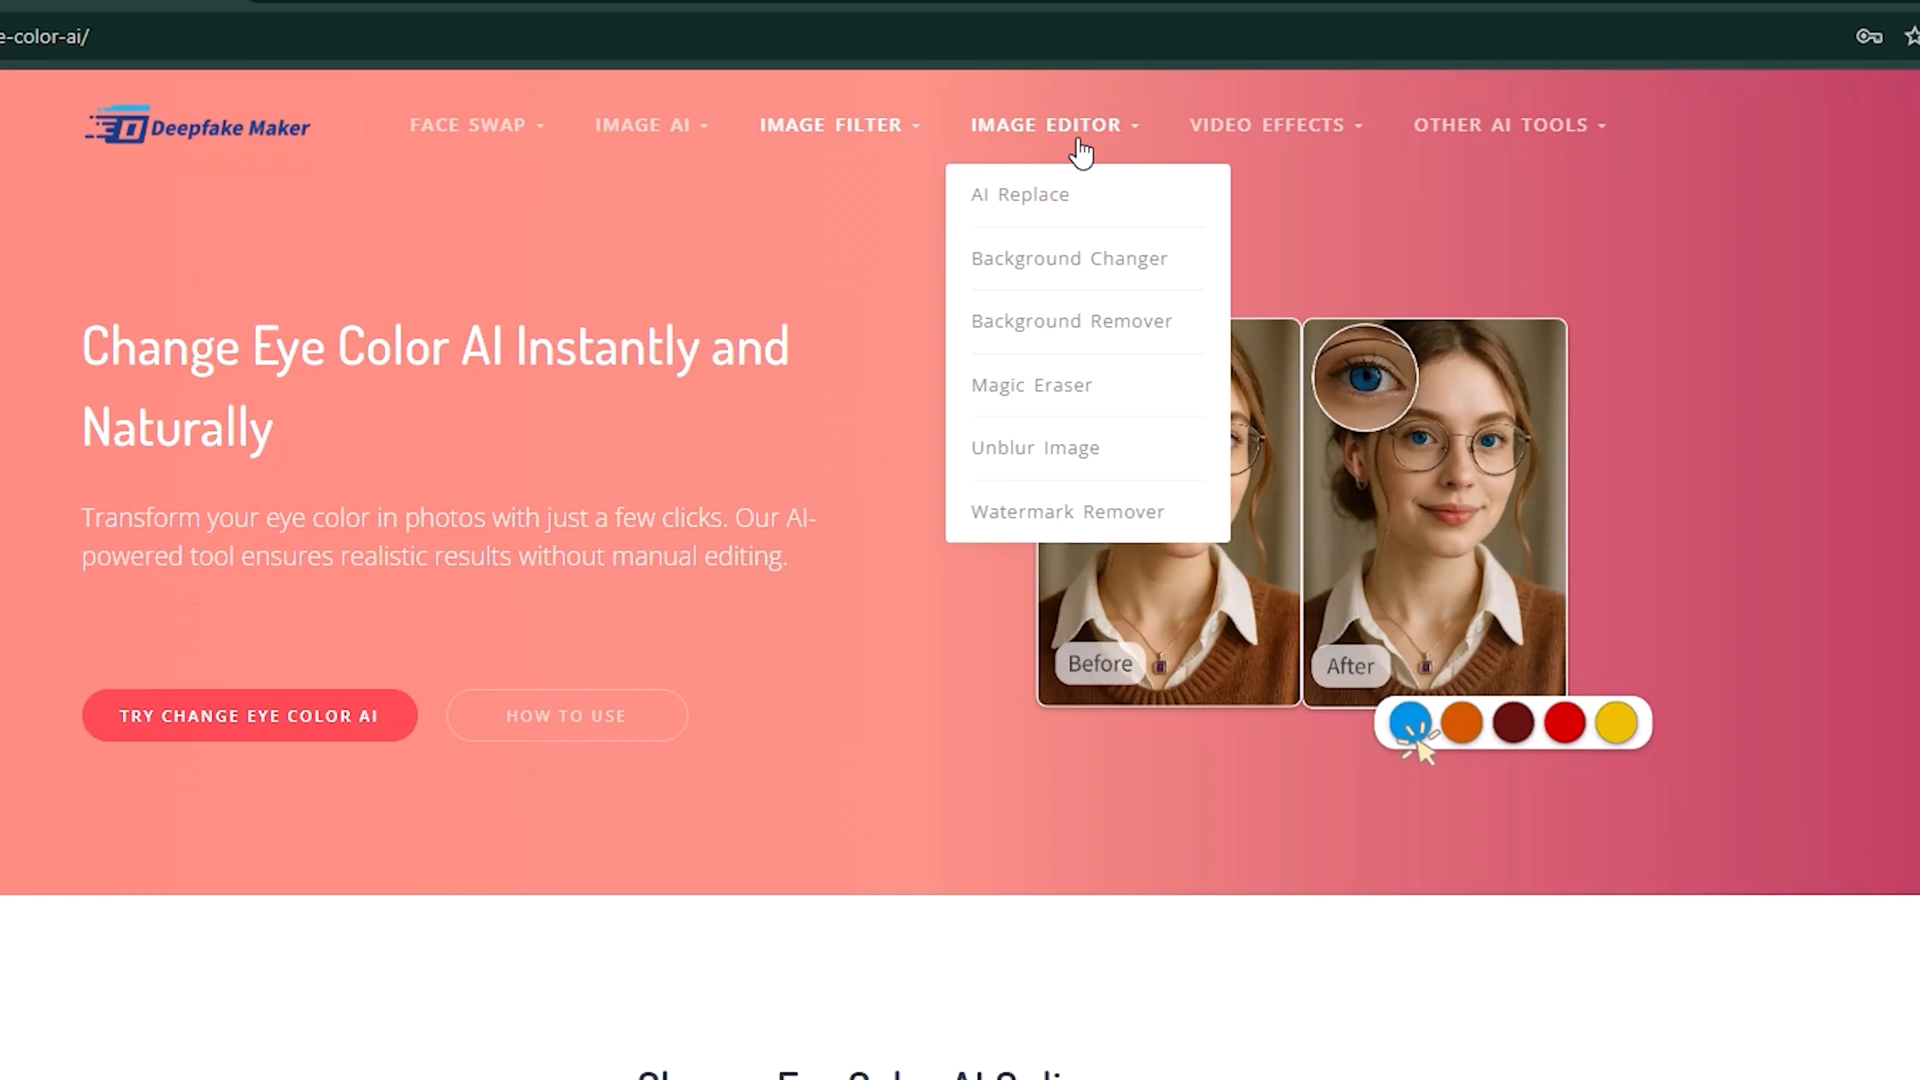 e-color-ai/
Deepfake Maker
FACE SWAP
IMAGE AI
IMAGE FILTER
IMAGE EDITOR
VIDEO EFFECTS
OTHER AI TOOLS
AI Replace
Background Changer
Background Remover
Magic Eraser
Unblur Image
Watermark Remover
Change Eye Color AI Instantly and
Naturally
Transform your eye color in photos with just a few clicks. Our AI-
powered tool ensures realistic results without manual editing.
TRY CHANGE EYE COLOR AI
HOW TO USE
Before
After